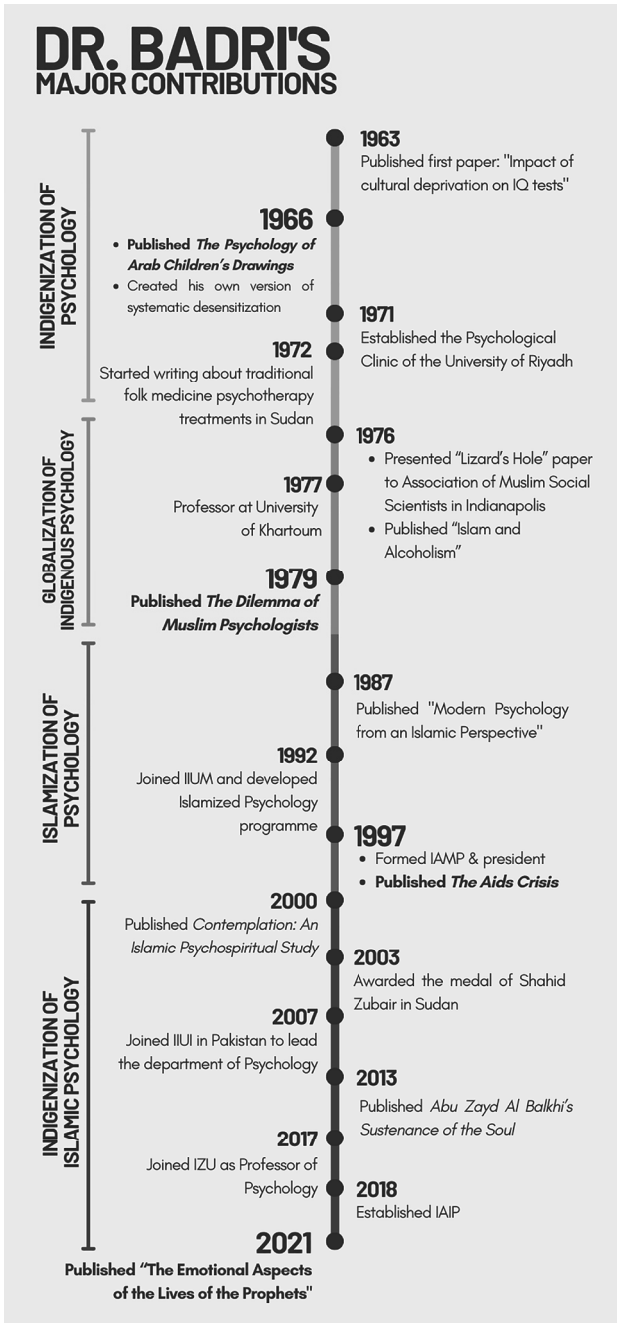 DR. BADRI'S
MAJOR CONTRIBUTIONS
INDIGENIZATION OF
PSYCHOLOGY
1963
Published first paper: "Impact of
cultural deprivation on IQ tests"
1966
• Published The Psychology of
Arab Children's Drawings
• Created his own version of
systematic desensitization
1971
Established the Psychological
Clinic of the University of Riyadh
1972
Started writing about traditional
folk medicine psychotherapy
treatments in Sudan
GLOBALIZATION OF
INDIGENOUS PSYCHOLOGY
1976
• Presented “Lizard’s Hole” paper
to Association of Muslim Social
Scientists in Indianapolis
• Published “Islam and
Alcoholism”
1977
Professor at University
of Khartoum
1979
Published The Dilemma of
Muslim Psychologists
ISLAMIZATION OF
PSYCHOLOGY
1987
Published "Modern Psychology
from an Islamic Perspective"
1992
Joined IIUM and developed
Islamized Psychology
programme
1997
• Formed IAMP & president
• Published The Aids Crisis
INDIGENIZATION OF
ISLAMIC PSYCHOLOGY
2000
Published Contemplation: An
Islamic Psychospiritual Study
2003
Awarded the medal of Shahid
Zubair in Sudan
2007
Joined IIUI in Pakistan to lead
the department of Psychology
2013
Published Abu Zayd Al Balkhi’s
Sustenance of the Soul
2017
Joined IZU as Professor of
Psychology
2018
Established IAIP
2021
Published “The Emotional Aspects
of the Lives of the Prophets"